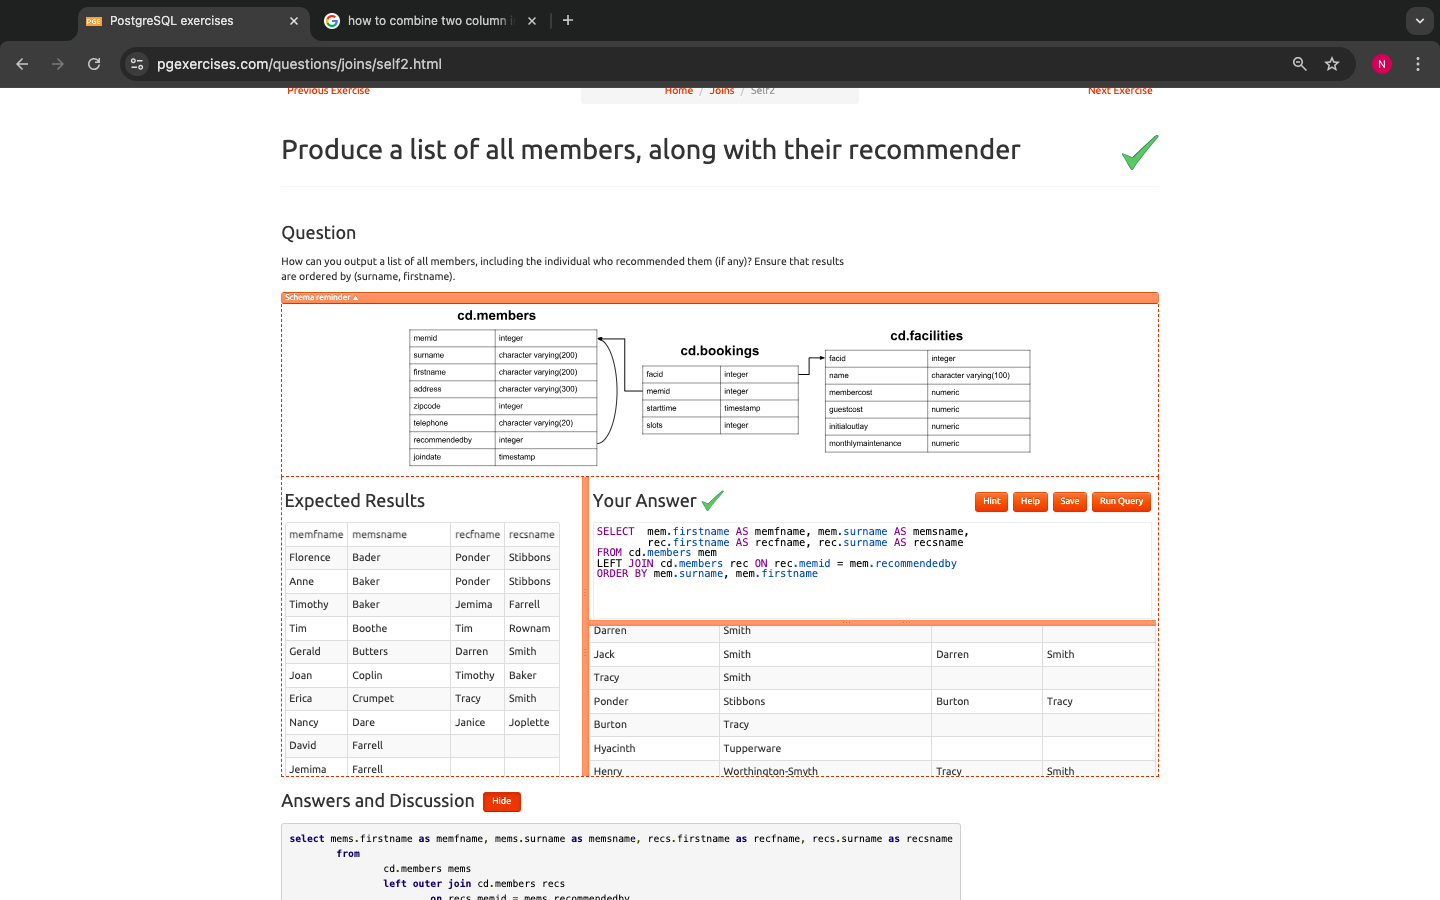 PGE PostgreSQL exercises
how to combine two column i
pgexercises.com/questions/joins/self2.html
N
Previous Exercise
Home / Joins / Self2
Next Exercise
Produce a list of all members, along with their recommender
Question
How can you output a list of all members, including the individual who recommended them (if any)? Ensure that results
are ordered by (surname, firstname).
Schema reminder
cd.members
memid integer
surname character varying(200)
firstname character varying(200)
address character varying(300)
zipcode integer
telephone character varying(20)
recommendedby integer
joindate timestamp
cd.bookings
facid integer
memid integer
starttime timestamp
slots integer
cd.facilities
facid integer
name character varying(100)
membercost numeric
guestcost numeric
initialoutlay numeric
monthlymaintenance numeric
Expected Results
memfname memsname recfname recsname
Florence Bader Ponder Stibbons
Anne Baker Ponder Stibbons
Timothy Baker Jemima Farrell
Tim Boothe Tim Rownam
Gerald Butters Darren Smith
Joan Coplin Timothy Baker
Erica Crumpet Tracy Smith
Nancy Dare Janice Joplette
David Farrell
Jemima Farrell
Your Answer
Hint Help Save Run Query
SELECT mem.firstname AS memfname, mem.surname AS memsname,
rec.firstname AS recfname, rec.surname AS recsname
FROM cd.members mem
LEFT JOIN cd.members rec ON rec.memid = mem.recommendedby
ORDER BY mem.surname, mem.firstname
Darren Smith
Jack Smith Darren Smith
Tracy Smith
Ponder Stibbons Burton Tracy
Burton Tracy
Hyacinth Tupperware
Henry Worthington-Smyth Tracy Smith
Answers and Discussion Hide
select mems.firstname as memfname, mems.surname as memsname, recs.firstname as recfname, recs.surname as recsname
from
cd.members mems
left outer join cd.members recs
on recs.memid = mems.recommendedby